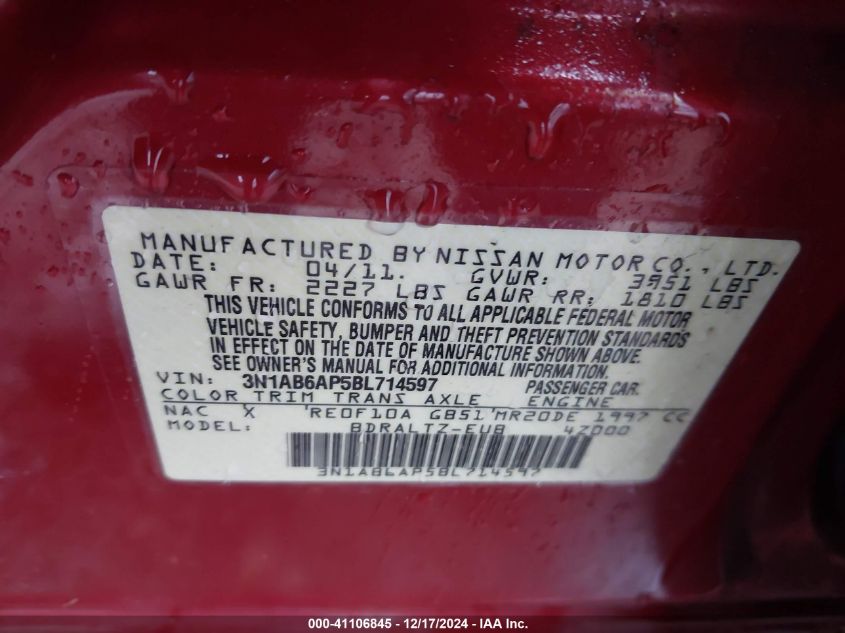 MANUFACTURED BY NISSAN MOTOR CO., LTD.
DATE: 04/11. GVWR: 3951 LBS
GAWR FR: 2227 LBS GAWR RR: 1810 LBS
THIS VEHICLE CONFORMS TO ALL APPLICABLE FEDERAL MOTOR
VEHICLE SAFETY, BUMPER AND THEFT PREVENTION STANDARDS
IN EFFECT ON THE DATE OF MANUFACTURE SHOWN ABOVE.
SEE OWNER'S MANUAL FOR ADDITIONAL INFORMATION.
VIN: 3N1AB6AP5BL714597 PASSENGER CAR.
COLOR TRIM TRANS AXLE ENGINE
NAC X 'RE0F10A GB51'MR20DE 1997 CC
MODEL: BDRALTZ-EUB 4Z000
3N1AB6AP5BL714597
000-41106845 - 12/17/2024 - IAA Inc.